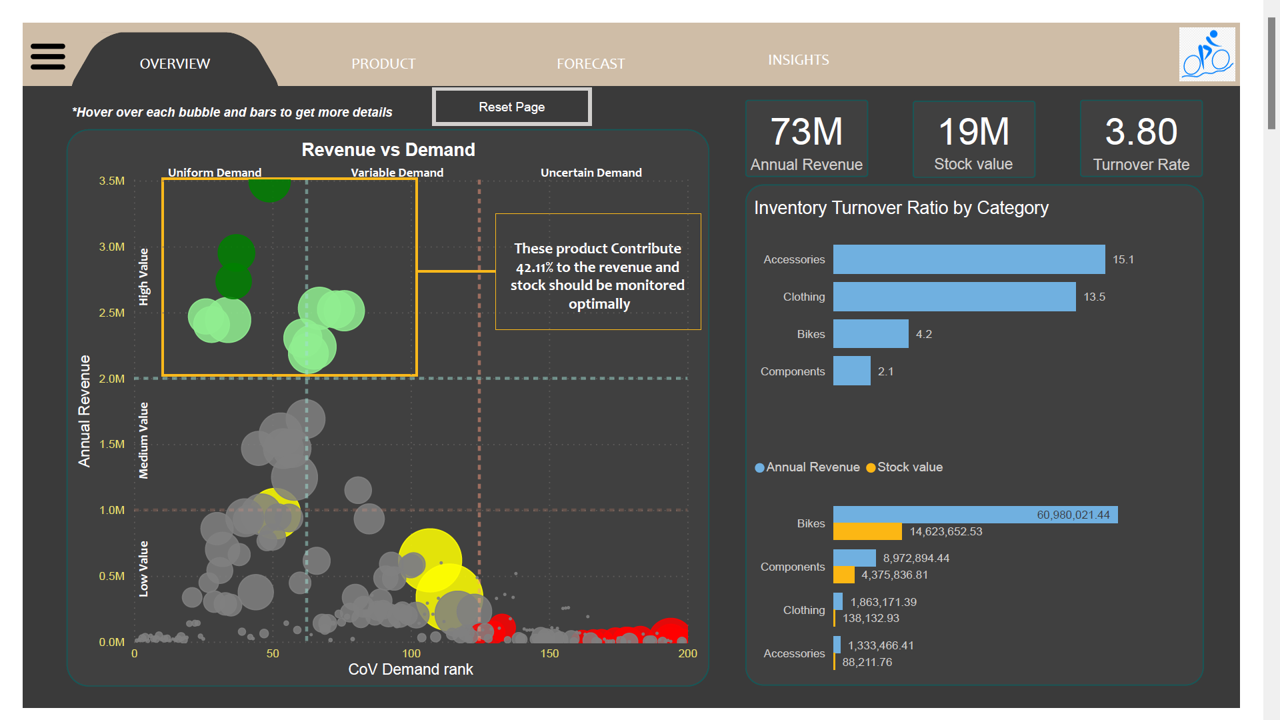 OVERVIEW
PRODUCT
FORECAST
INSIGHTS
*Hover over each bubble and bars to get more details
Reset Page
73M
Annual Revenue
19M
Stock value
3.80
Turnover Rate
Revenue vs Demand
Uniform Demand
Variable Demand
Uncertain Demand
3.5M
3.0M
2.5M
2.0M
1.5M
1.0M
0.5M
0.0M
Annual Revenue
High Value
Medium Value
Low Value
These product Contribute
42.11% to the revenue and
stock should be monitored
optimally
0
50
100
150
200
CoV Demand rank
Inventory Turnover Ratio by Category
Accessories
15.1
Clothing
13.5
Bikes
4.2
Components
2.1
Annual Revenue
Stock value
Bikes
60,980,021.44
14,623,652.53
Components
8,972,894.44
4,375,836.81
Clothing
1,863,171.39
138,132.93
Accessories
1,333,466.41
88,211.76